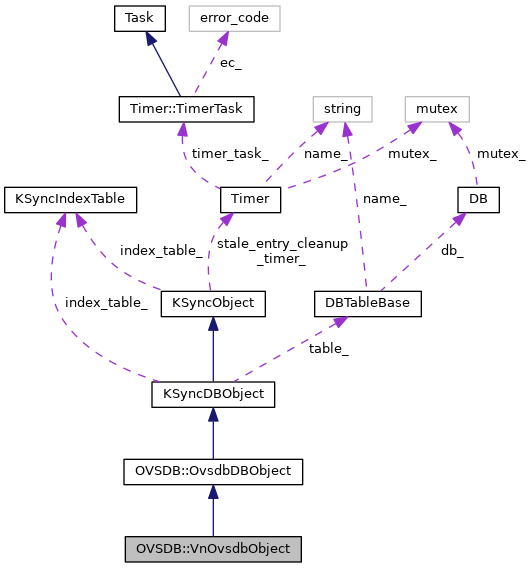 Task
error_code
ec_
Timer::TimerTask
string
mutex
timer_task_
name_
mutex_
mutex_
KSyncIndexTable
Timer
name_
DB
index_table_
stale_entry_cleanup
_timer_
db_
index_table_
KSyncObject
DBTableBase
table_
KSyncDBObject
OVSDB::OvsdbDBObject
OVSDB::VnOvsdbObject